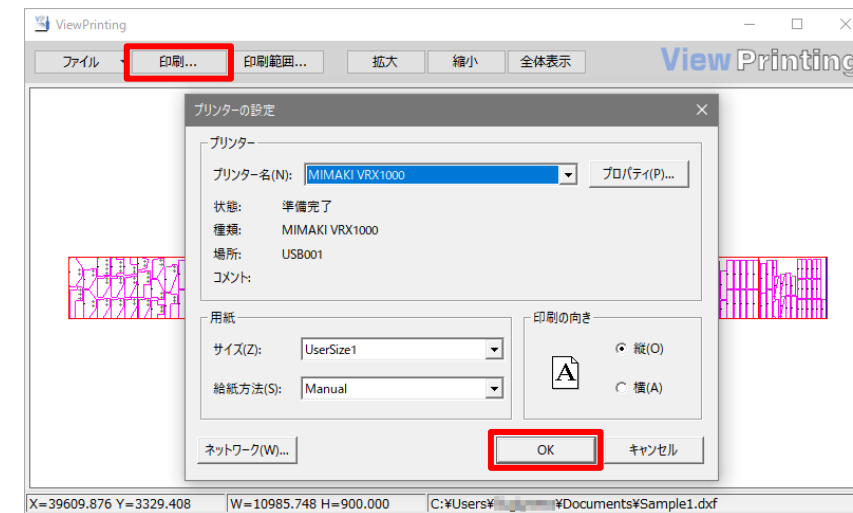 ViewPrinting
ファイル 印刷... 印刷範囲... 拡大 縮小 全体表示 View Printing
プリンターの設定
プリンター
プリンター名(N): MIMAKI VRX1000 プロパティ(P)...
状態: 準備完了
種類: MIMAKI VRX1000
場所: USB001
コメント:
用紙
サイズ(Z): UserSize1
給紙方法(S): Manual
印刷の向き
A
縦(O)
横(A)
ネットワーク(W)... OK キャンセル
X=39609.876 Y=3329.408 W=10985.748 H=900.000 C:¥Users¥ ¥Documents¥Sample1.dxf